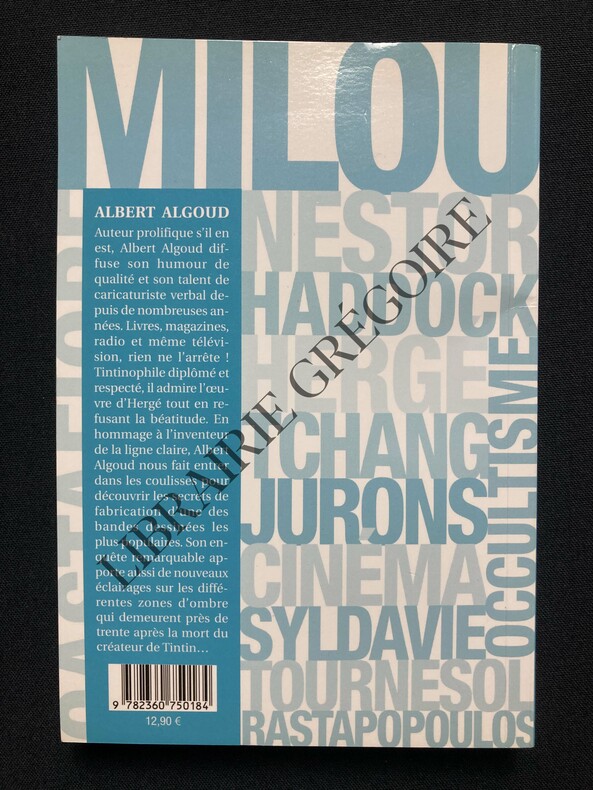 MILOU
NESTOR
HADDOCK
HERGÉ
TCHANG
JURONS
CINÉMA
SYLDAVIE
TOURNESOL
RASTAPOPOULOS
OCCULTISME
CASTAFIORE
ALBERT ALGOUD
Auteur prolifique s'il en
est, Albert Algoud dif-
fuse son humour de
qualité et son talent de
caricaturiste verbal de-
puis de nombreuses an-
nées. Livres, magazines,
radio et même télévi-
sion, rien ne l'arrête !
Tintinophile diplômé et
respecté, il admire l'œu-
vre d'Hergé tout en re-
fusant la béatitude. En
hommage à l'inventeur
de la ligne claire, Albert
Algoud nous fait entrer
dans les coulisses pour
découvrir les secrets de
fabrication d'une des
bandes dessinées les
plus populaires. Son en-
quête remarquable ap-
porte aussi de nouveaux
éclairages sur les diffé-
rentes zones d'ombre
qui demeurent près de
trente après la mort du
créateur de Tintin…
9 782360 750184
12,90 €
LIBRAIRIE GRÉGOIRE